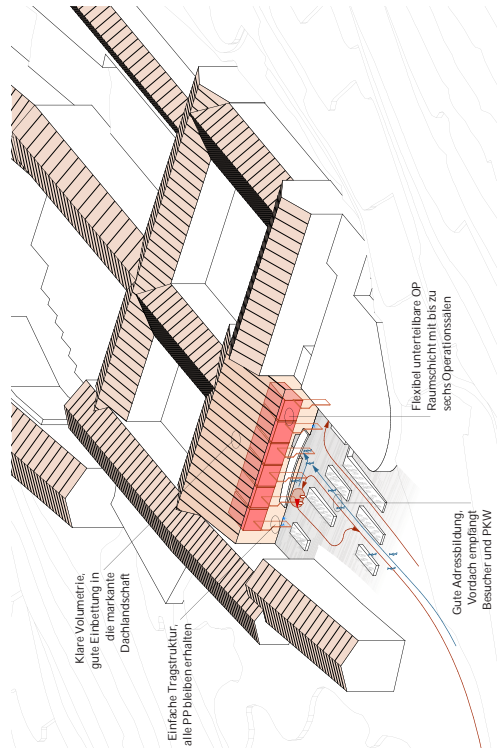 Klare Volumetrie,
gute Einbettung in
die markante
Dachlandschaft
Einfache Tragstruktur,
alle PP bleiben erhalten
Flexibel unterteilbare OP
Raumschicht mit bis zu
sechs Operationssälen
Gute Adressbildung,
Vordach empfängt
Besucher und PKW